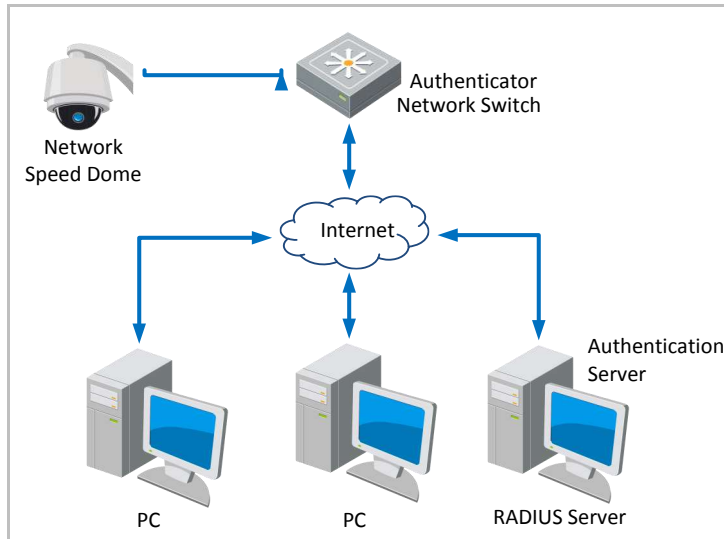 Authenticator
Network Switch
Network
Speed Dome
Internet
Authentication
Server
PC
PC
RADIUS Server